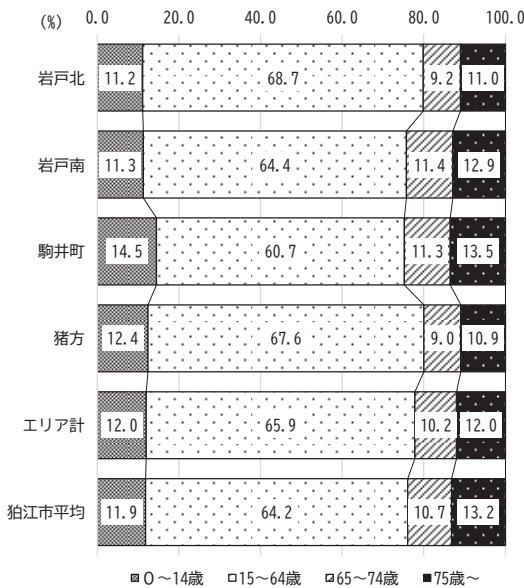 (%) 0.0 20.0 40.0 60.0 80.0 100.0
岩戸北 11.2 68.7 9.2 11.0
岩戸南 11.3 64.4 11.4 12.9
駒井町 14.5 60.7 11.3 13.5
猪方 12.4 67.6 9.0 10.9
エリア計 12.0 65.9 10.2 12.0
狛江市平均 11.9 64.2 10.7 13.2
0～14歳 15~64歳 65~74歳 75歳～